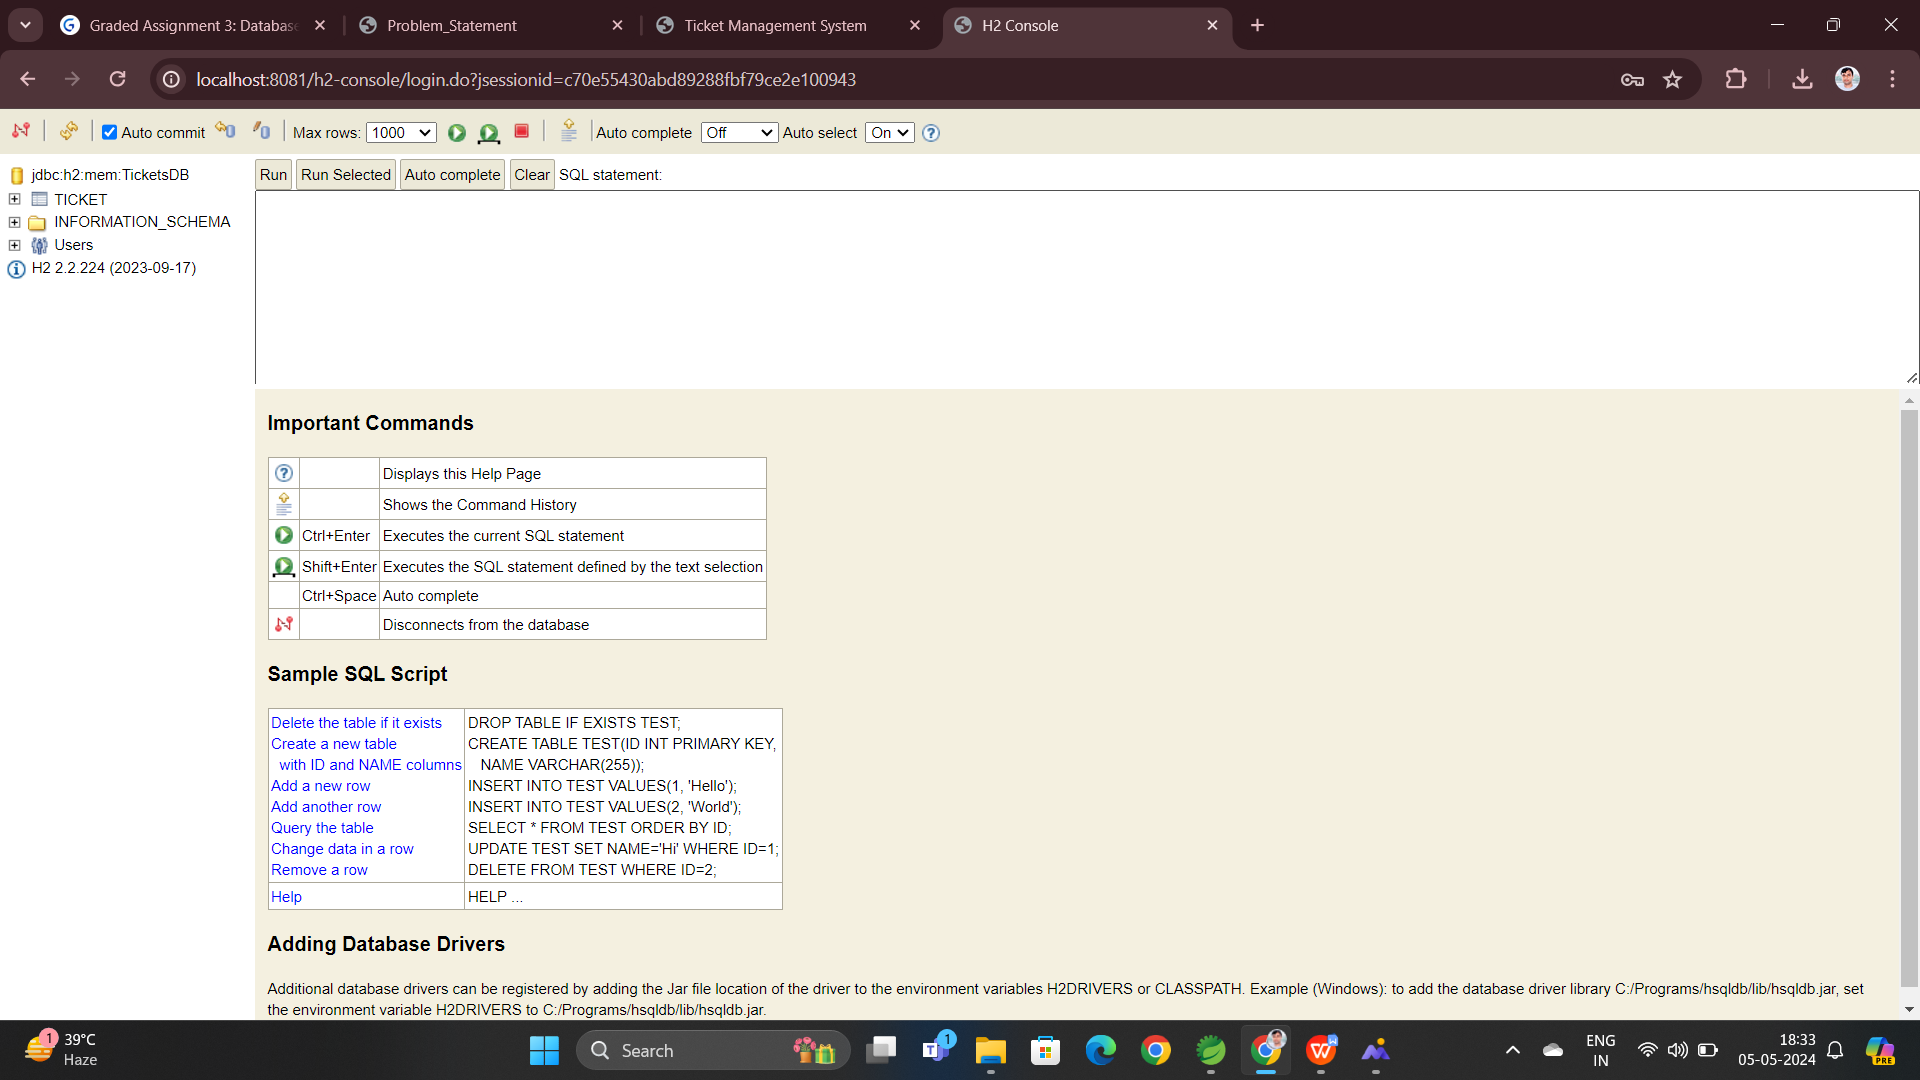 Graded Assignment 3: Databas
Problem_Statement
Ticket Management System
H2 Console
localhost:8081/h2-console/login.do?jsessionid=c70e55430abd89288fbf79ce2e100943
Auto commit
Max rows: 1000
Auto complete Off
Auto select On
jdbc:h2:mem:TicketsDB
TICKET
INFORMATION_SCHEMA
Users
H2 2.2.224 (2023-09-17)
Run
Run Selected
Auto complete
Clear
SQL statement:
Important Commands
Displays this Help Page
Shows the Command History
Ctrl+Enter Executes the current SQL statement
Shift+Enter Executes the SQL statement defined by the text selection
Ctrl+Space Auto complete
Disconnects from the database
Sample SQL Script
Delete the table if it exists DROP TABLE IF EXISTS TEST;
Create a new table CREATE TABLE TEST(ID INT PRIMARY KEY,
with ID and NAME columns NAME VARCHAR(255));
Add a new row INSERT INTO TEST VALUES(1, 'Hello');
Add another row INSERT INTO TEST VALUES(2, 'World');
Query the table SELECT * FROM TEST ORDER BY ID;
Change data in a row UPDATE TEST SET NAME='Hi' WHERE ID=1;
Remove a row DELETE FROM TEST WHERE ID=2;
Help HELP ...
Adding Database Drivers
Additional database drivers can be registered by adding the Jar file location of the driver to the environment variables H2DRIVERS or CLASSPATH. Example (Windows): to add the database driver library C:/Programs/hsqldb/lib/hsqldb.jar, set
the environment variable H2DRIVERS to C:/Programs/hsqldb/lib/hsqldb.jar.
1
39°C
Haze
Search
1
ENG
IN
18:33
05-05-2024
PRE